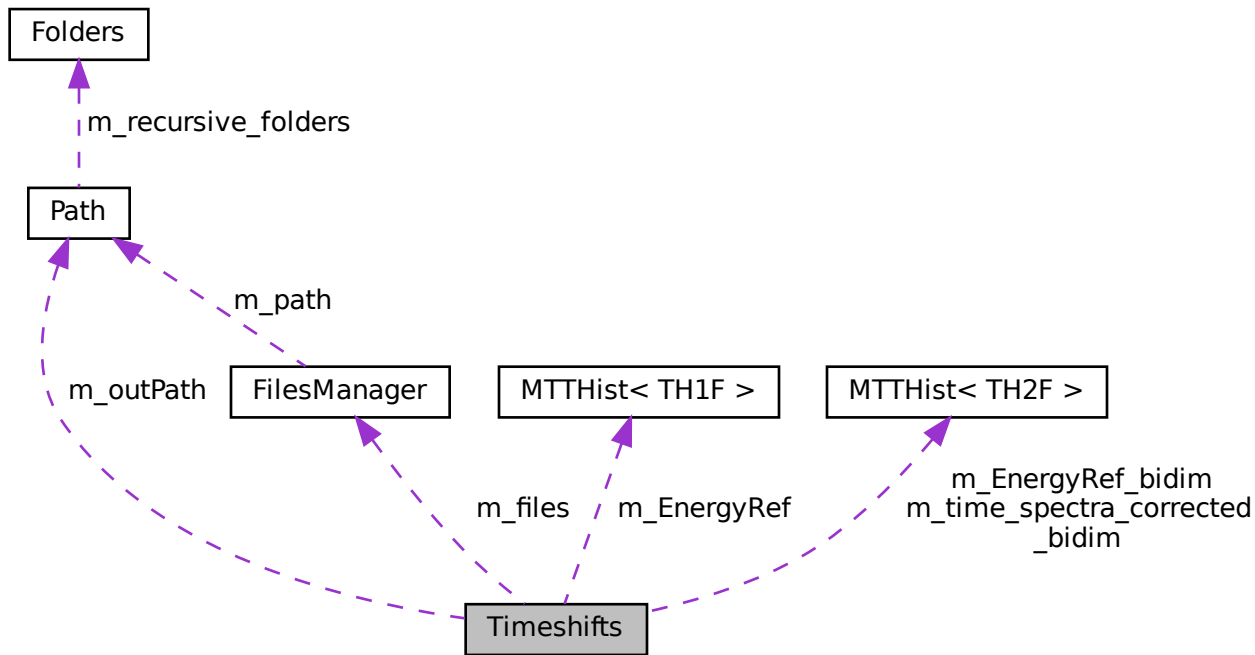 Folders
m_recursive_folders
Path
m_path
m_outPath
FilesManager
MTTHist< TH1F >
MTTHist< TH2F >
m_files
m_EnergyRef
m_EnergyRef_bidim
m_time_spectra_corrected
_bidim
Timeshifts